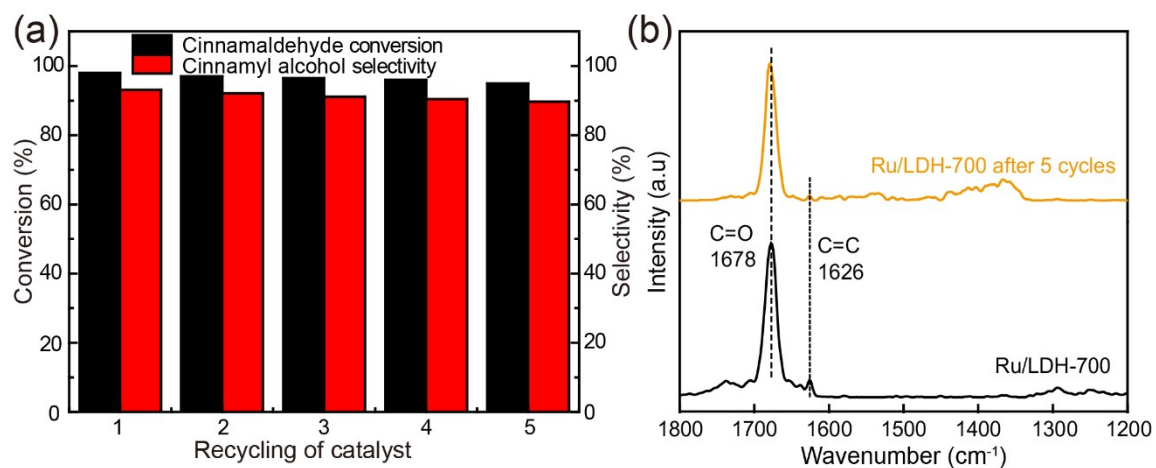 (a)
Cinnamaldehyde conversion
Cinnamyl alcohol selectivity
Conversion (%)
100
80
60
40
20
0
1 2 3 4 5
Recycling of catalyst
100
80
60
40
20
0
Selectivity (%)
(b)
Intensity (a.u)
Ru/LDH-700 after 5 cycles
C=O
1678
C=C
1626
Ru/LDH-700
1800 1700 1600 1500 1400 1300 1200
Wavenumber (cm⁻¹)